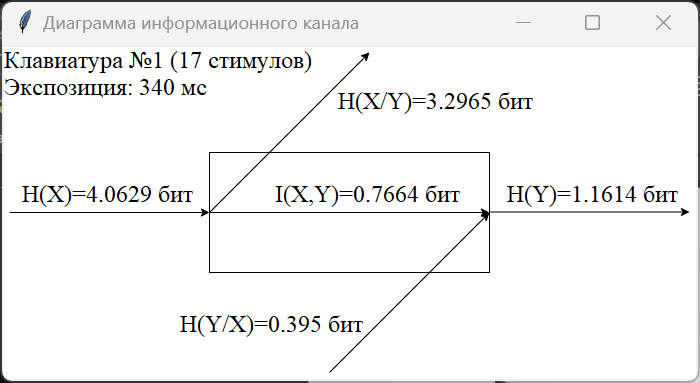 Диаграмма информационного канала
Клавиатура №1 (17 стимулов)
Экспозиция: 340 мс
H(X/Y)=3.2965 бит
H(X)=4.0629 бит
I(X,Y)=0.7664 бит
H(Y)=1.1614 бит
H(Y/X)=0.395 бит